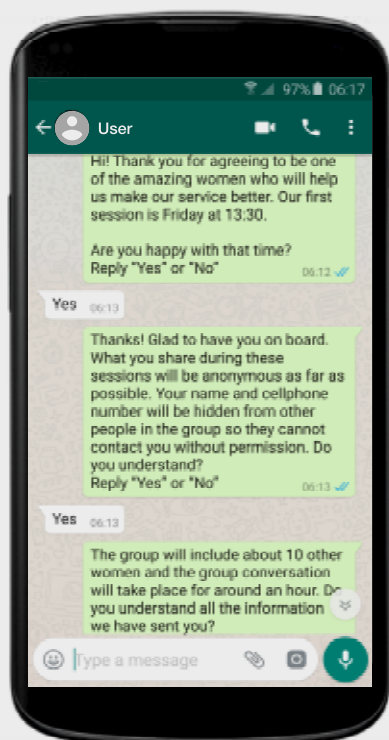 97% 06:17
User
Hi! Thank you for agreeing to be one
of the amazing women who will help
us make our service better. Our first
session is Friday at 13:30.
Are you happy with that time?
Reply "Yes" or "No"
06:12
Yes 06:13
Thanks! Glad to have you on board.
What you share during these
sessions will be anonymous as far as
possible. Your name and cellphone
number will be hidden from other
people in the group so they cannot
contact you without permission. Do
you understand?
Reply "Yes" or "No"
06:13
Yes 06:13
The group will include about 10 other
women and the group conversation
will take place for around an hour. Do
you understand all the information
we have sent you?
Type a message